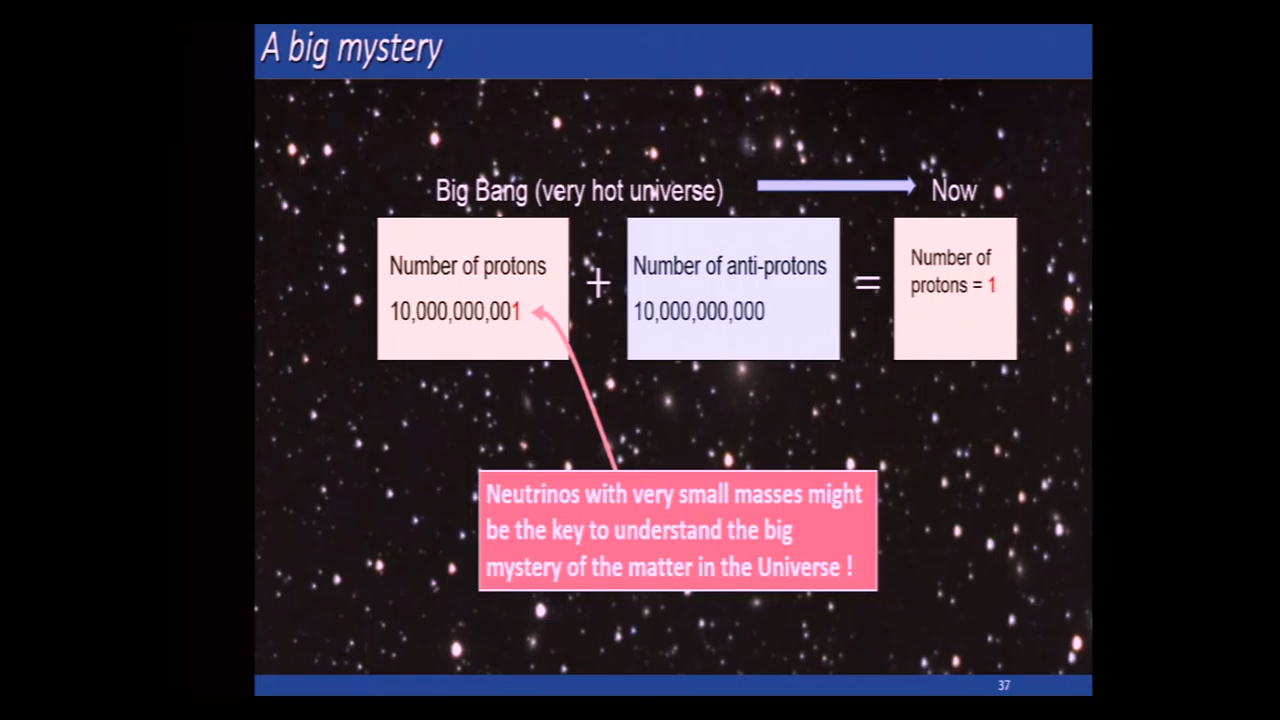 A big mystery
Big Bang (very hot universe)
Now
Number of protons
10,000,000,001
+
Number of anti-protons
10,000,000,000
=
Number of
protons = 1
Neutrinos with very small masses might
be the key to understand the big
mystery of the matter in the Universe !
37